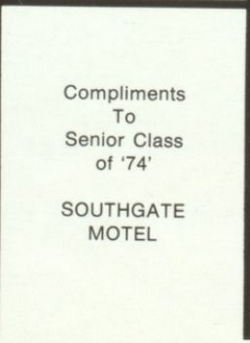 Compliments
To
Senior Class
of '74'
SOUTHGATE
MOTEL